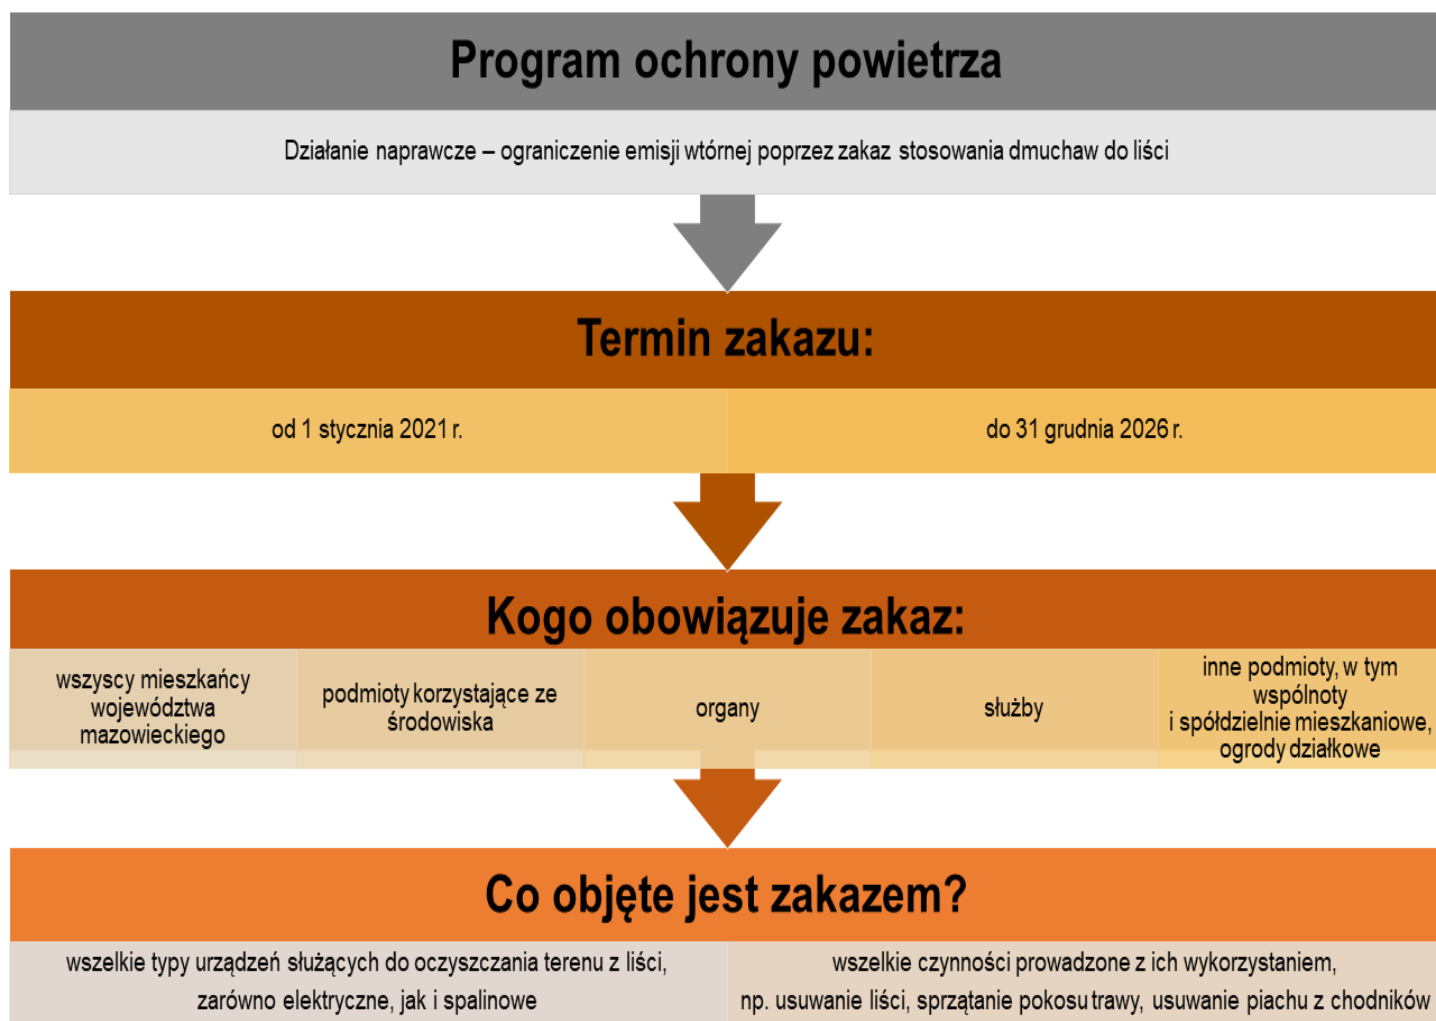 Program ochrony powietrza
Działanie naprawcze – ograniczenie emisji wtórnej poprzez zakaz stosowania dmuchaw do liści
Termin zakazu:
od 1 stycznia 2021 r.
do 31 grudnia 2026 r.
Kogo obowiązuje zakaz:
wszyscy mieszkańcy
województwa
mazowieckiego
podmioty korzystające ze
środowiska
organy
służby
inne podmioty, w tym
wspólnoty
i spółdzielnie mieszkaniowe,
ogrody działkowe
Co objęte jest zakazem?
wszelkie typy urządzeń służących do oczyszczania terenu z liści,
zarówno elektryczne, jak i spalinowe
wszelkie czynności prowadzone z ich wykorzystaniem,
np. usuwanie liści, sprzątanie pokosu trawy, usuwanie piachu z chodników